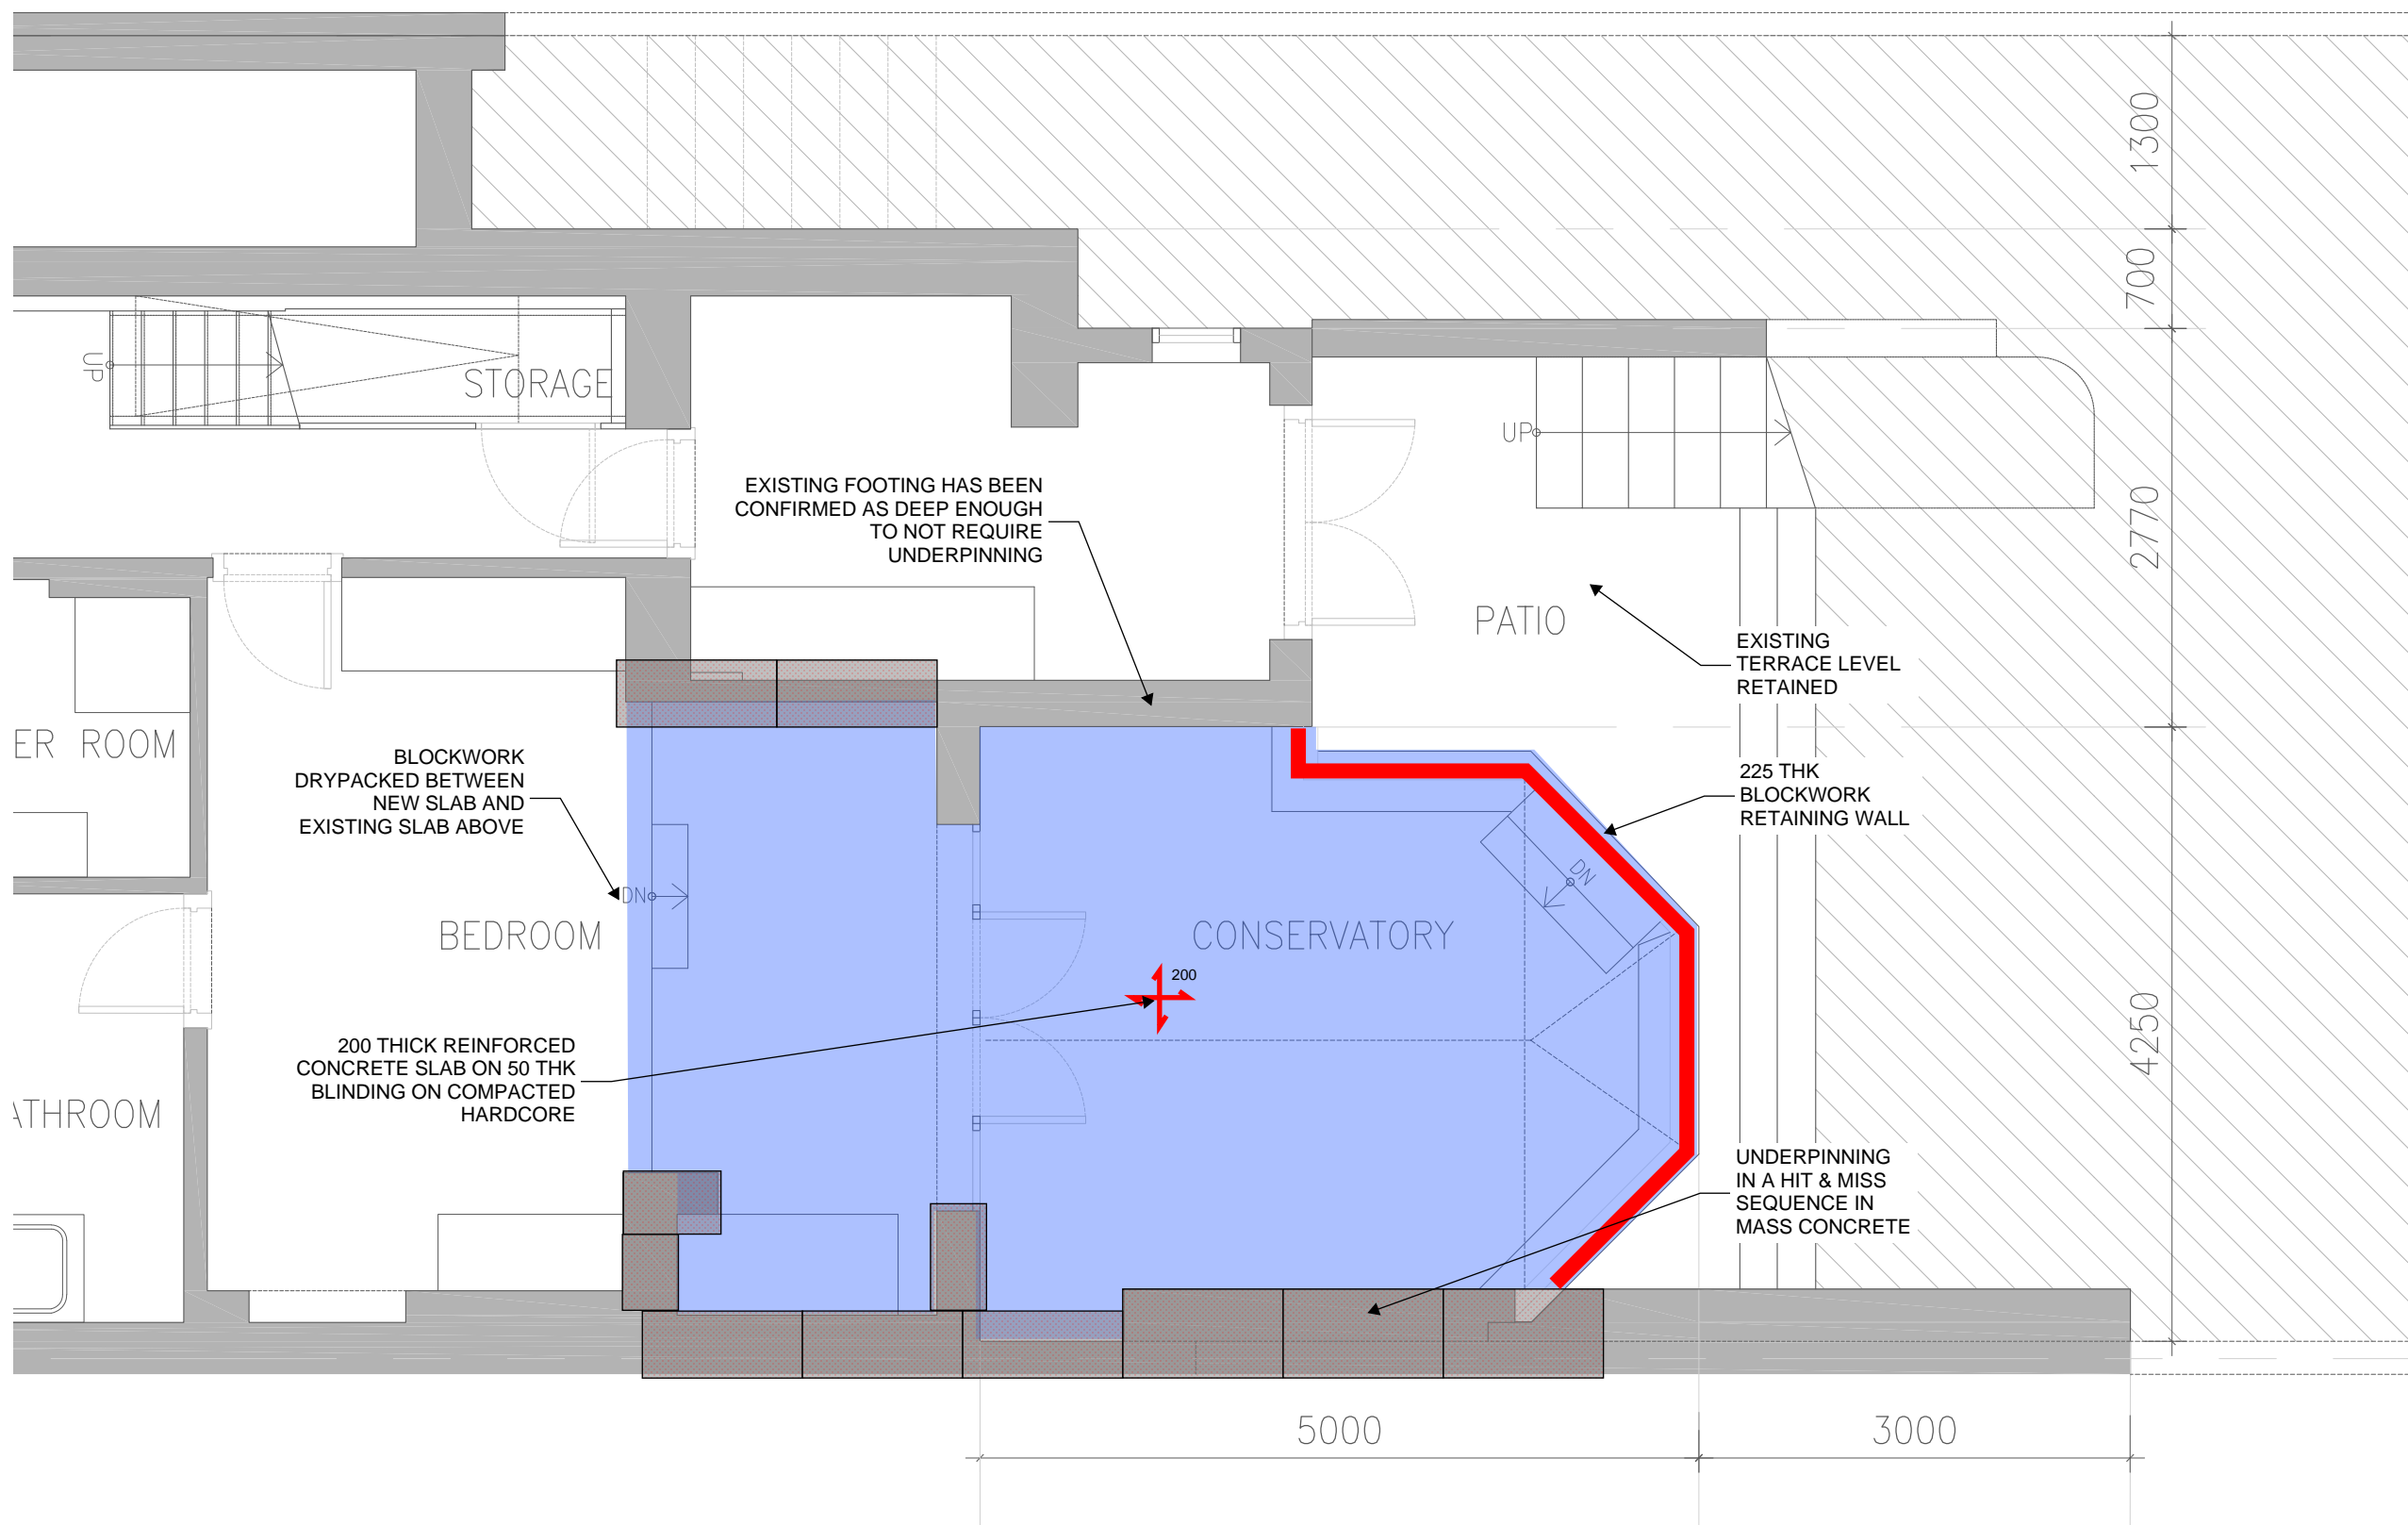 1300
700
UP
STORAGE
UP
EXISTING FOOTING HAS BEEN
CONFIRMED AS DEEP ENOUGH
TO NOT REQUIRE
UNDERPINNING
2770
PATIO
EXISTING
TERRACE LEVEL
RETAINED
ER ROOM
BLOCKWORK
DRYPACKED BETWEEN
NEW SLAB AND
EXISTING SLAB ABOVE
225 THK
BLOCKWORK
RETAINING WALL
DN
DN
BEDROOM
CONSERVATORY
200
4250
200 THICK REINFORCED
CONCRETE SLAB ON 50 THK
BLINDING ON COMPACTED
HARDCORE
ATHROOM
UNDERPINNING
IN A HIT & MISS
SEQUENCE IN
MASS CONCRETE
5000
3000